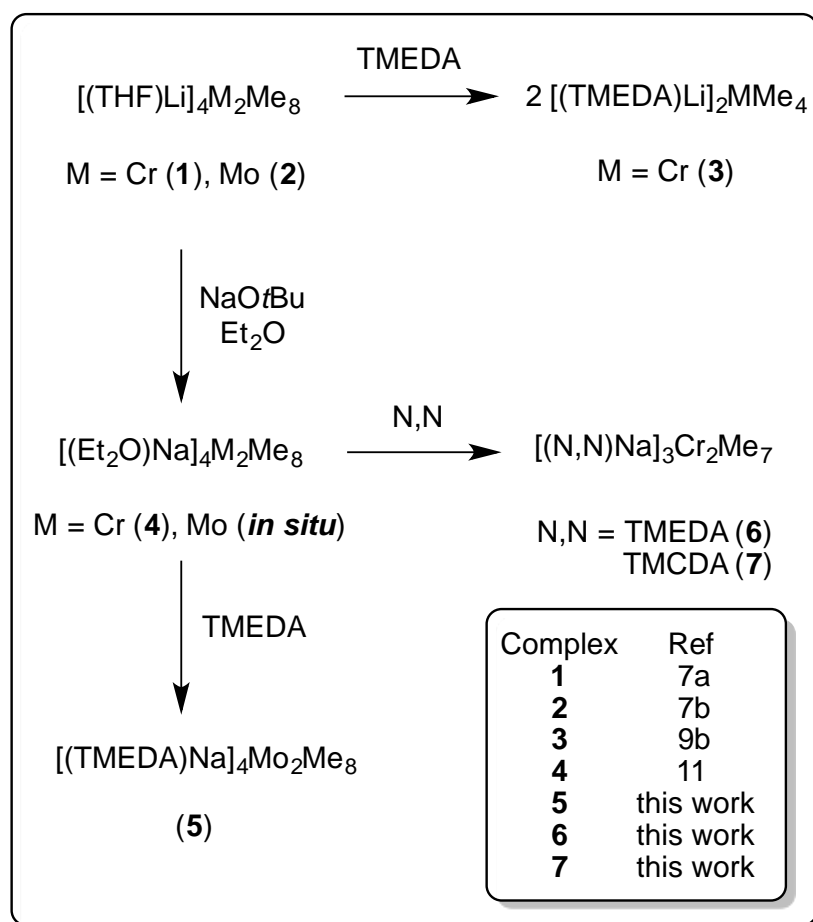 TMEDA
[(THF)Li]₄M₂Me₈
2 [(TMEDA)Li]₂MMe₄
M = Cr (1), Mo (2)
M = Cr (3)
NaOtBu
Et₂O
N,N
[(Et₂O)Na]₄M₂Me₈
[(N,N)Na]₃Cr₂Me₇
M = Cr (4), Mo (in situ)
N,N = TMEDA (6)
TMCDA (7)
TMEDA
[(TMEDA)Na]₄Mo₂Me₈
(5)
Complex Ref
1 7a
2 7b
3 9b
4 11
5 this work
6 this work
7 this work